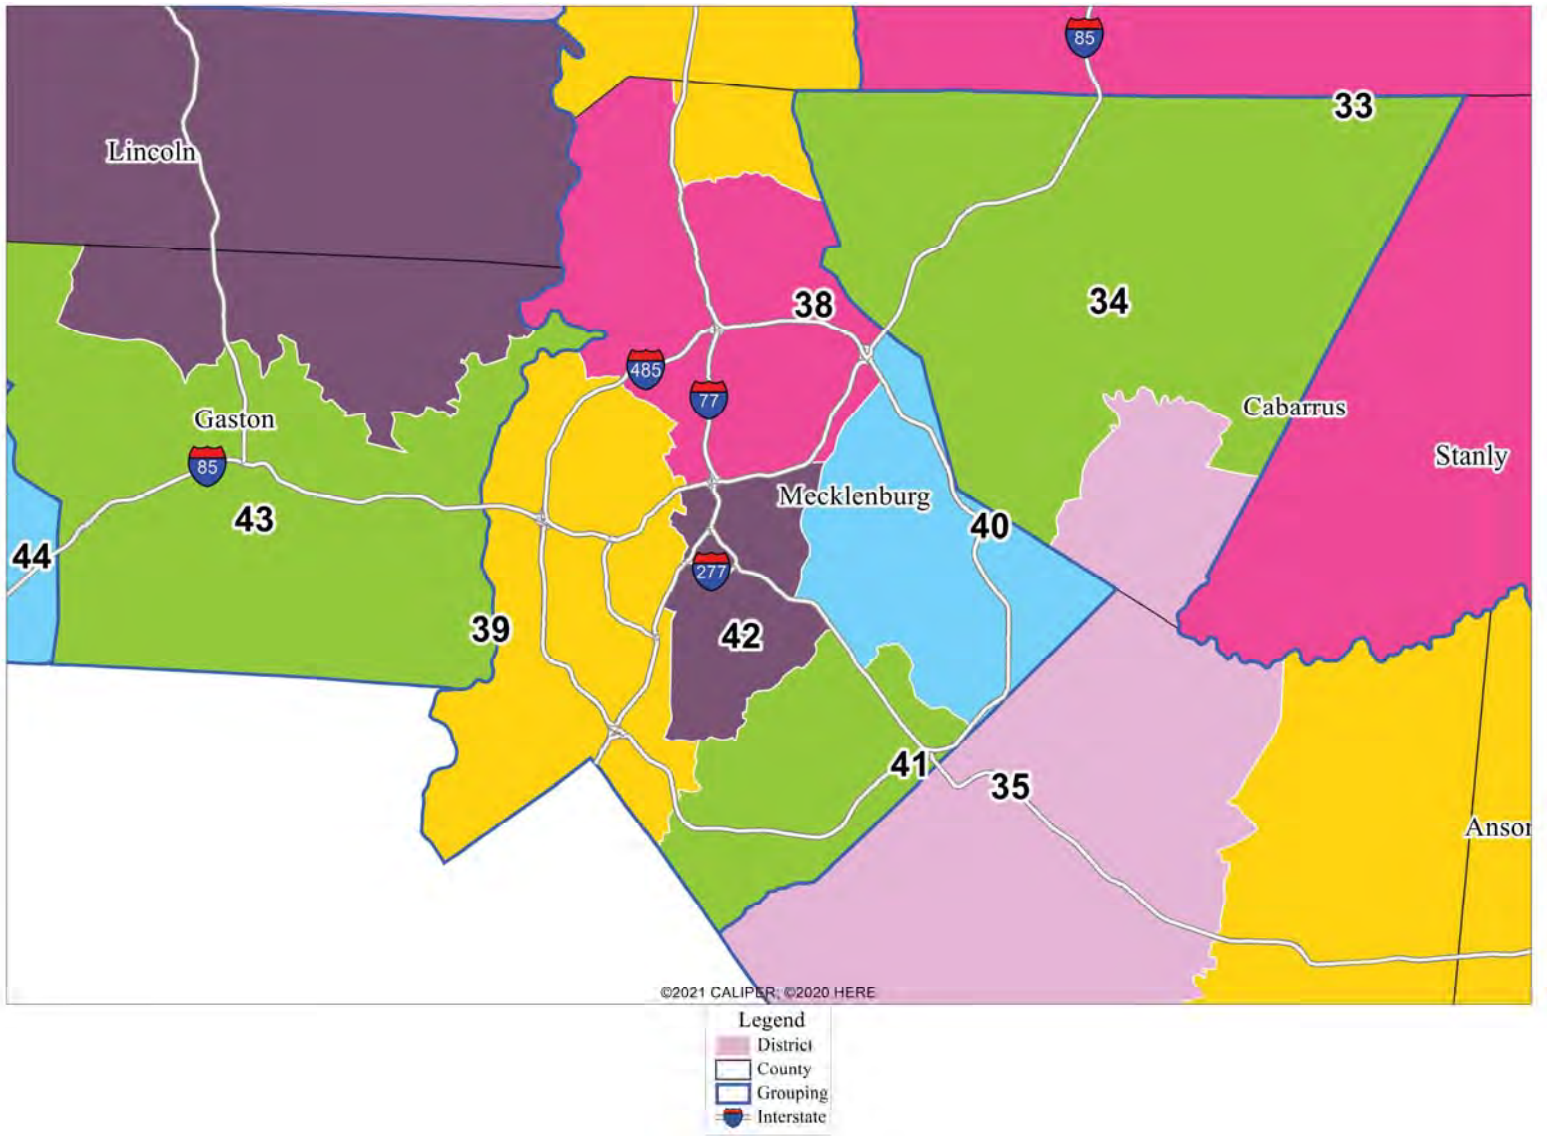 85
33
Lincoln
38
34
485
77
Cabarrus
Gaston
Stanly
85
Mecklenburg
43
40
44
277
39
42
41
35
Anson
©2021 CALIPER; ©2020 HERE
Legend
District
County
Grouping
Interstate